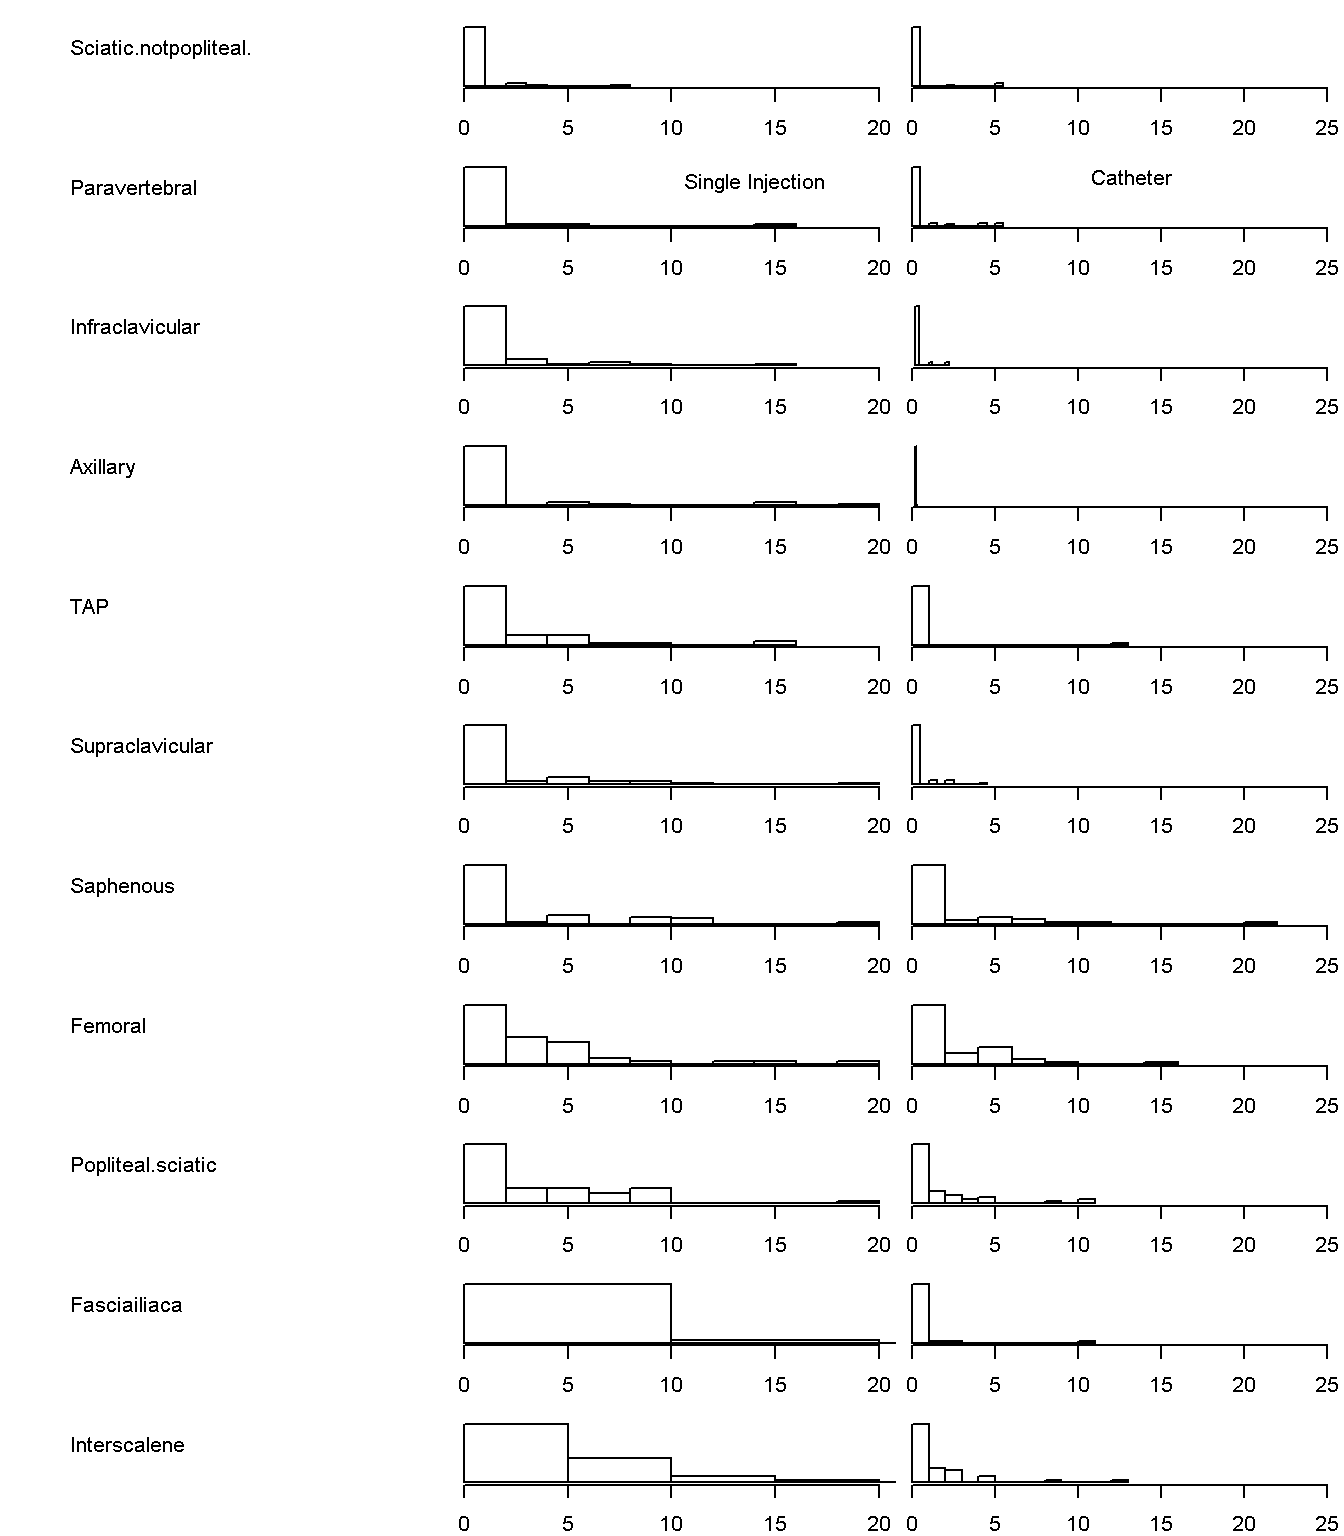 Sciatic.notpopliteal.
0 5 10 15 20 0 5 10 15 20 25
Paravertebral Single Injection Catheter
0 5 10 15 20 0 5 10 15 20 25
Infraclavicular
0 5 10 15 20 0 5 10 15 20 25
Axillary
0 5 10 15 20 0 5 10 15 20 25
TAP
0 5 10 15 20 0 5 10 15 20 25
Supraclavicular
0 5 10 15 20 0 5 10 15 20 25
Saphenous
0 5 10 15 20 0 5 10 15 20 25
Femoral
0 5 10 15 20 0 5 10 15 20 25
Popliteal.sciatic
0 5 10 15 20 0 5 10 15 20 25
Fasciailiaca
0 5 10 15 20 0 5 10 15 20 25
Interscalene
0 5 10 15 20 0 5 10 15 20 25